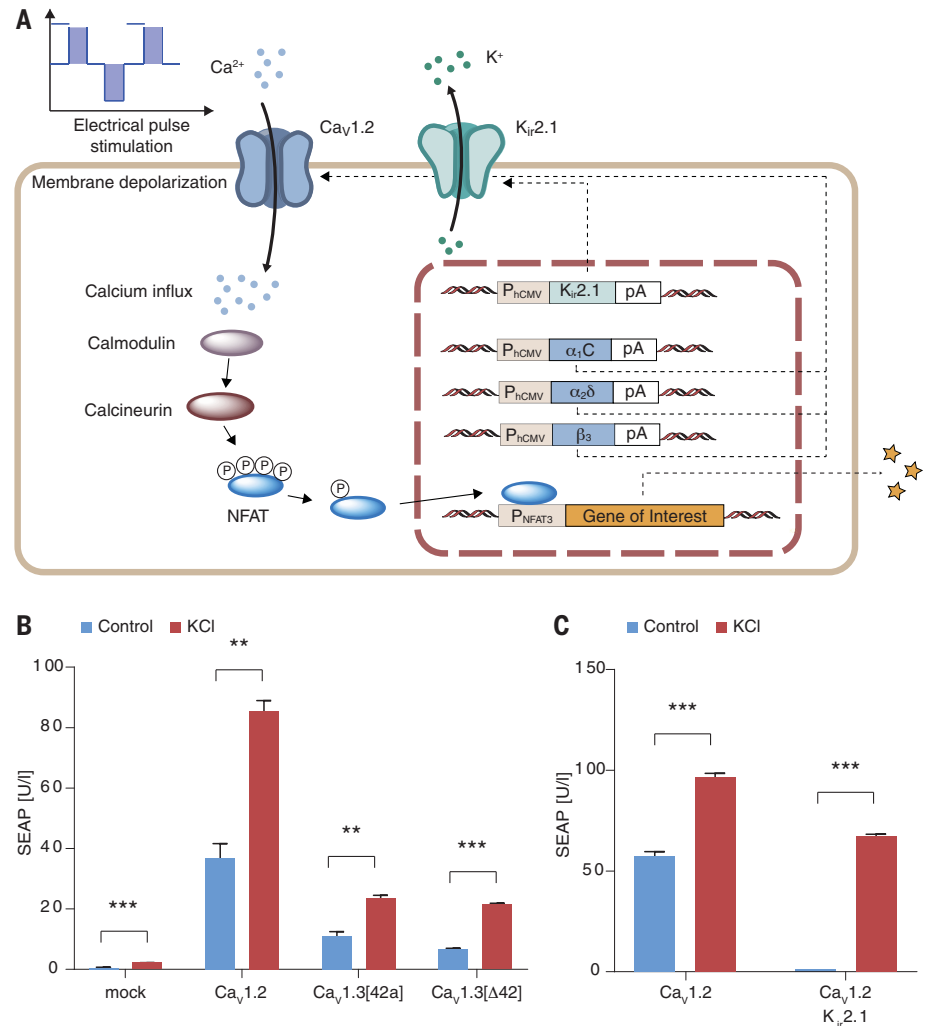 A
Ca²⁺
K⁺
Electrical pulse
stimulation
CaV1.2
Kir2.1
Membrane depolarization
Calcium influx
PhCMV Kir2.1 pA
Calmodulin
PhCMV α1C pA
Calcineurin
PhCMV α2δ pA
PhCMV β3 pA
P P P P
P
NFAT
PNFAT3 Gene of Interest
B
Control KCl
SEAP [U/l]
100
80
60
40
20
0
**
***
**
***
mock
CaV1.2
CaV1.3[42a]
CaV1.3[Δ42]
C
Control KCl
SEAP [U/l]
150
100
50
0
***
***
CaV1.2
CaV1.2
Kir2.1